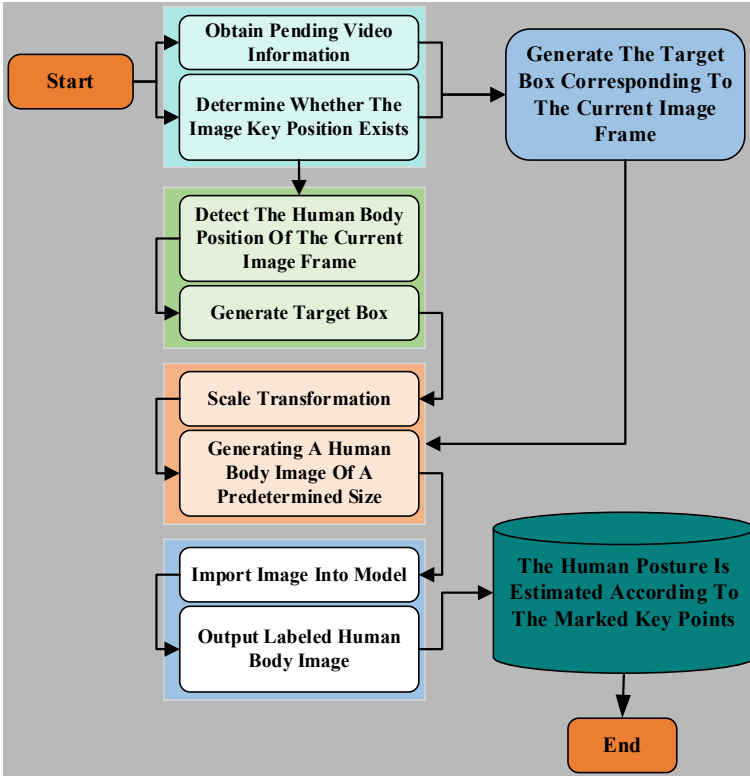 Start
Obtain Pending Video
Information
Determine Whether The
Image Key Position Exists
Generate The Target
Box Corresponding To
The Current Image
Frame
Detect The Human Body
Position Of The Current
Image Frame
Generate Target Box
Scale Transformation
Generating A Human
Body Image Of A
Predetermined Size
Import Image Into Model
Output Labeled Human
Body Image
The Human Posture Is
Estimated According To
The Marked Key Points
End